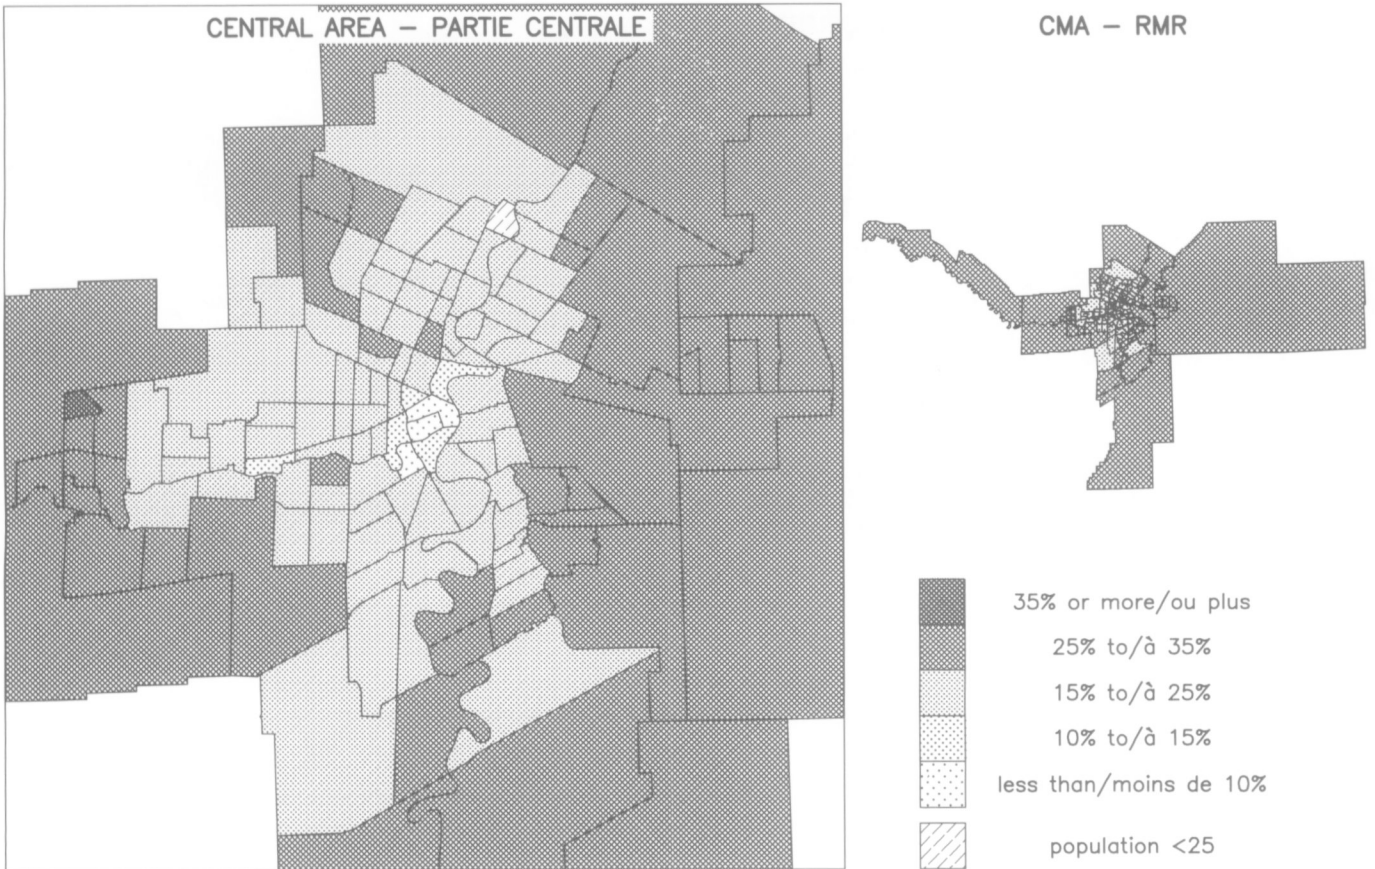 CENTRAL AREA – PARTIE CENTRALE
CMA – RMR
35% or more/ou plus
25% to/à 35%
15% to/à 25%
10% to/à 15%
less than/moins de 10%
population <25